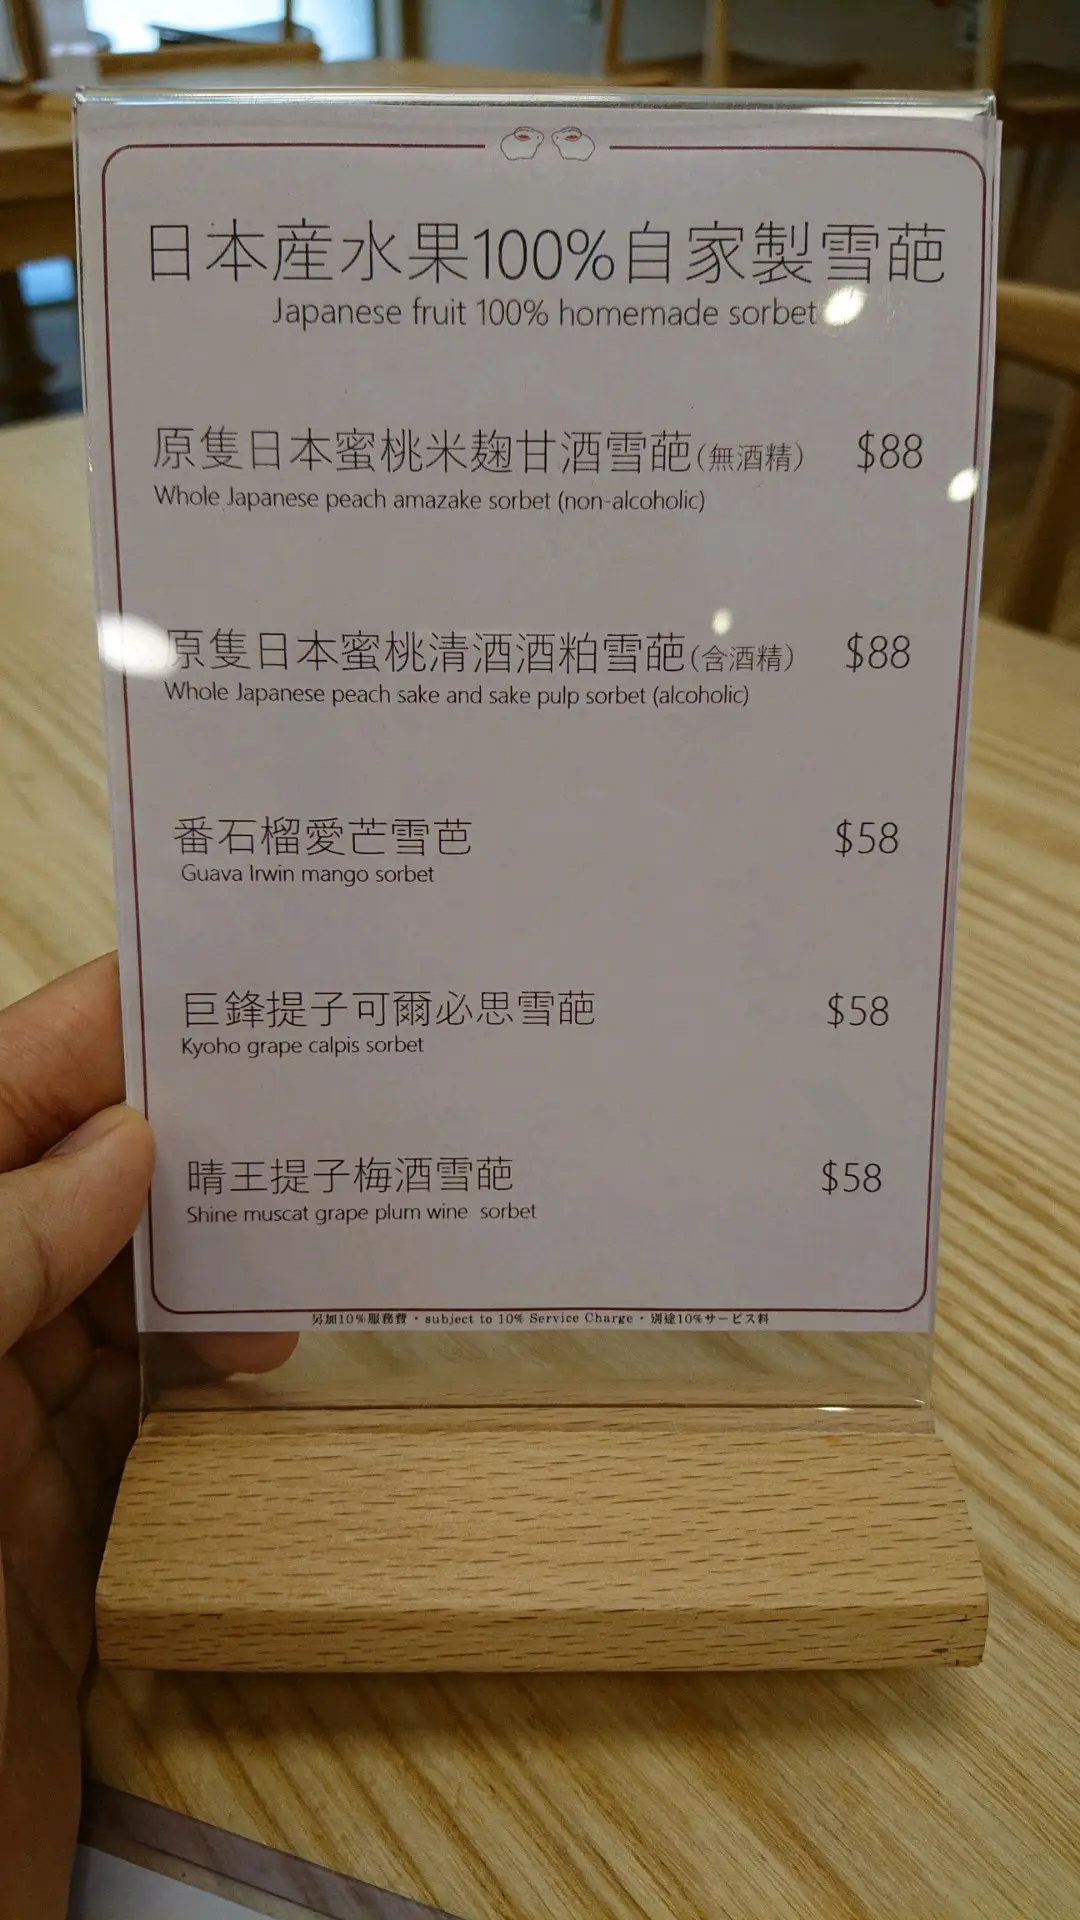 日本産水果100%自家製雪葩
Japanese fruit 100% homemade sorbet
原隻日本蜜桃米麹甘酒雪葩(無酒精) $88
Whole Japanese peach amazake sorbet (non-alcoholic)
原隻日本蜜桃清酒酒粕雪葩(含酒精) $88
Whole Japanese peach sake and sake pulp sorbet (alcoholic)
番石榴愛芒雪芭 $58
Guava Irwin mango sorbet
巨鋒提子可爾必思雪葩 $58
Kyoho grape calpis sorbet
晴王提子梅酒雪葩 $58
Shine muscat grape plum wine sorbet
另加10%服務費・subject to 10% Service Charge・別途10%サービス料